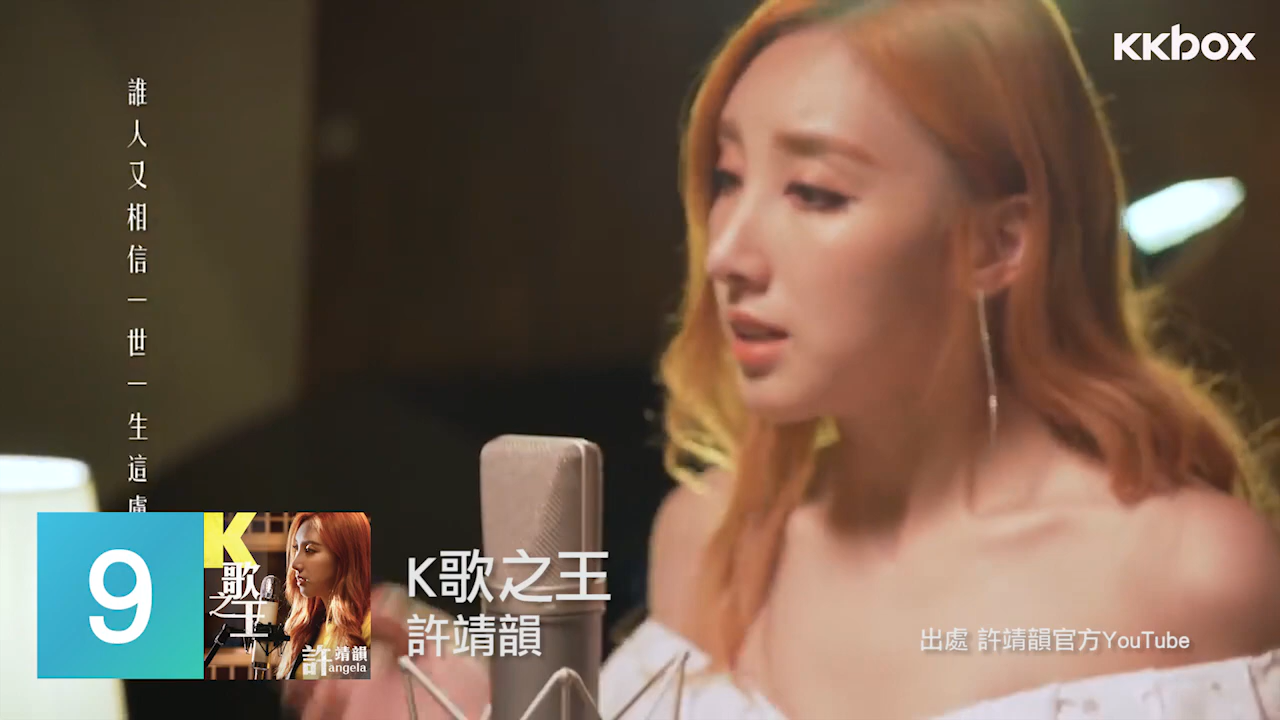 KKBOX
誰人又相信一世一生這膚
9
K
歌
之
王
許靖韻
angela
K歌之王
許靖韻
出處 許靖韻官方YouTube